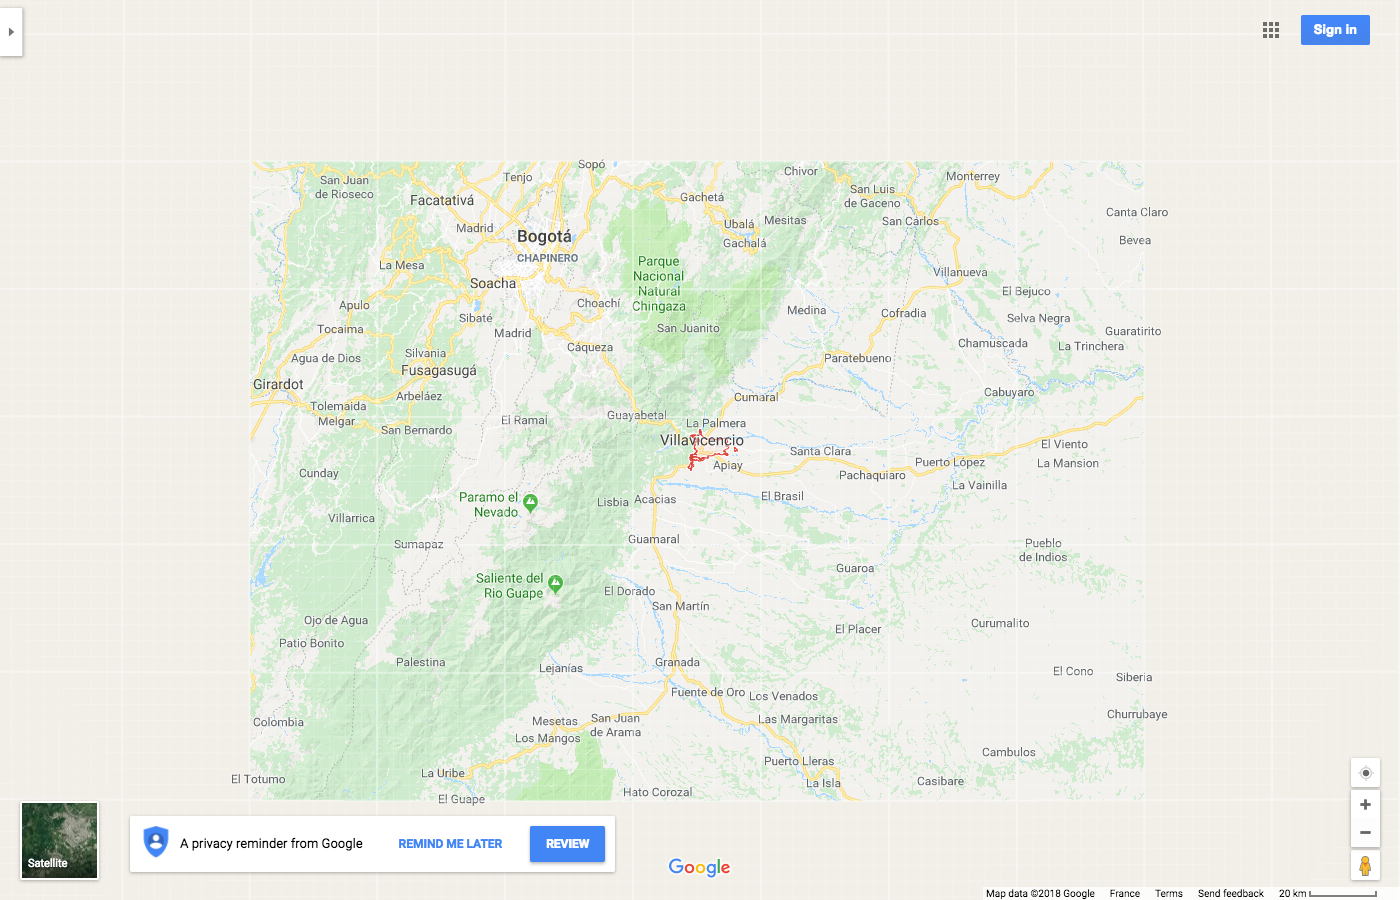 Sign in
Sopó
Chivor
Tenjo
Monterrey
San Juan
de Rioseco
San Luis
de Gaceno
Gachetá
Facatativá
Canta Claro
Mesitas
San Carlos
Ubalá
Madrid
Bogotá
Bevea
Gachalá
CHAPINERO
Parque
Nacional
Natural
Chingaza
La Mesa
Villanueva
Soacha
El Bejuco
Choachí
Apulo
Medina
Cofradia
Sibaté
Selva Negra
Tocaima
San Juanito
Guaratirito
Madrid
Chamuscada
La Trinchera
Cáqueza
Silvania
Agua de Dios
Paratebueno
Fusagasugá
Girardot
Cabuyaro
Arbeláez
Cumaral
Tolemaida
Guayabetal
El Ramal
Melgar
La Palmera
San Bernardo
Villavicencio
El Viento
Santa Clara
Puerto López
La Mansion
Apiay
Cunday
Pachaquiaro
La Vainilla
Paramo el
Nevado
El Brasil
Lisbia
Acacias
Villarrica
Guamaral
Sumapaz
Pueblo
de Indios
Guaroa
Saliente del
Rio Guape
El Dorado
San Martín
Ojo de Agua
Curumalito
El Placer
Patio Bonito
Palestina
Granada
Lejanías
El Cono
Siberia
Fuente de Oro
Los Venados
Churrubaye
Colombia
Mesetas
San Juan
de Arama
Las Margaritas
Los Mangos
Cambulos
Puerto Lleras
La Uribe
El Totumo
Casibare
La Isla
Hato Corozal
El Guape
Satellite
A privacy reminder from Google
REMIND ME LATER
REVIEW
Google
Map data ©2018 Google
France
Terms
Send feedback
20 km